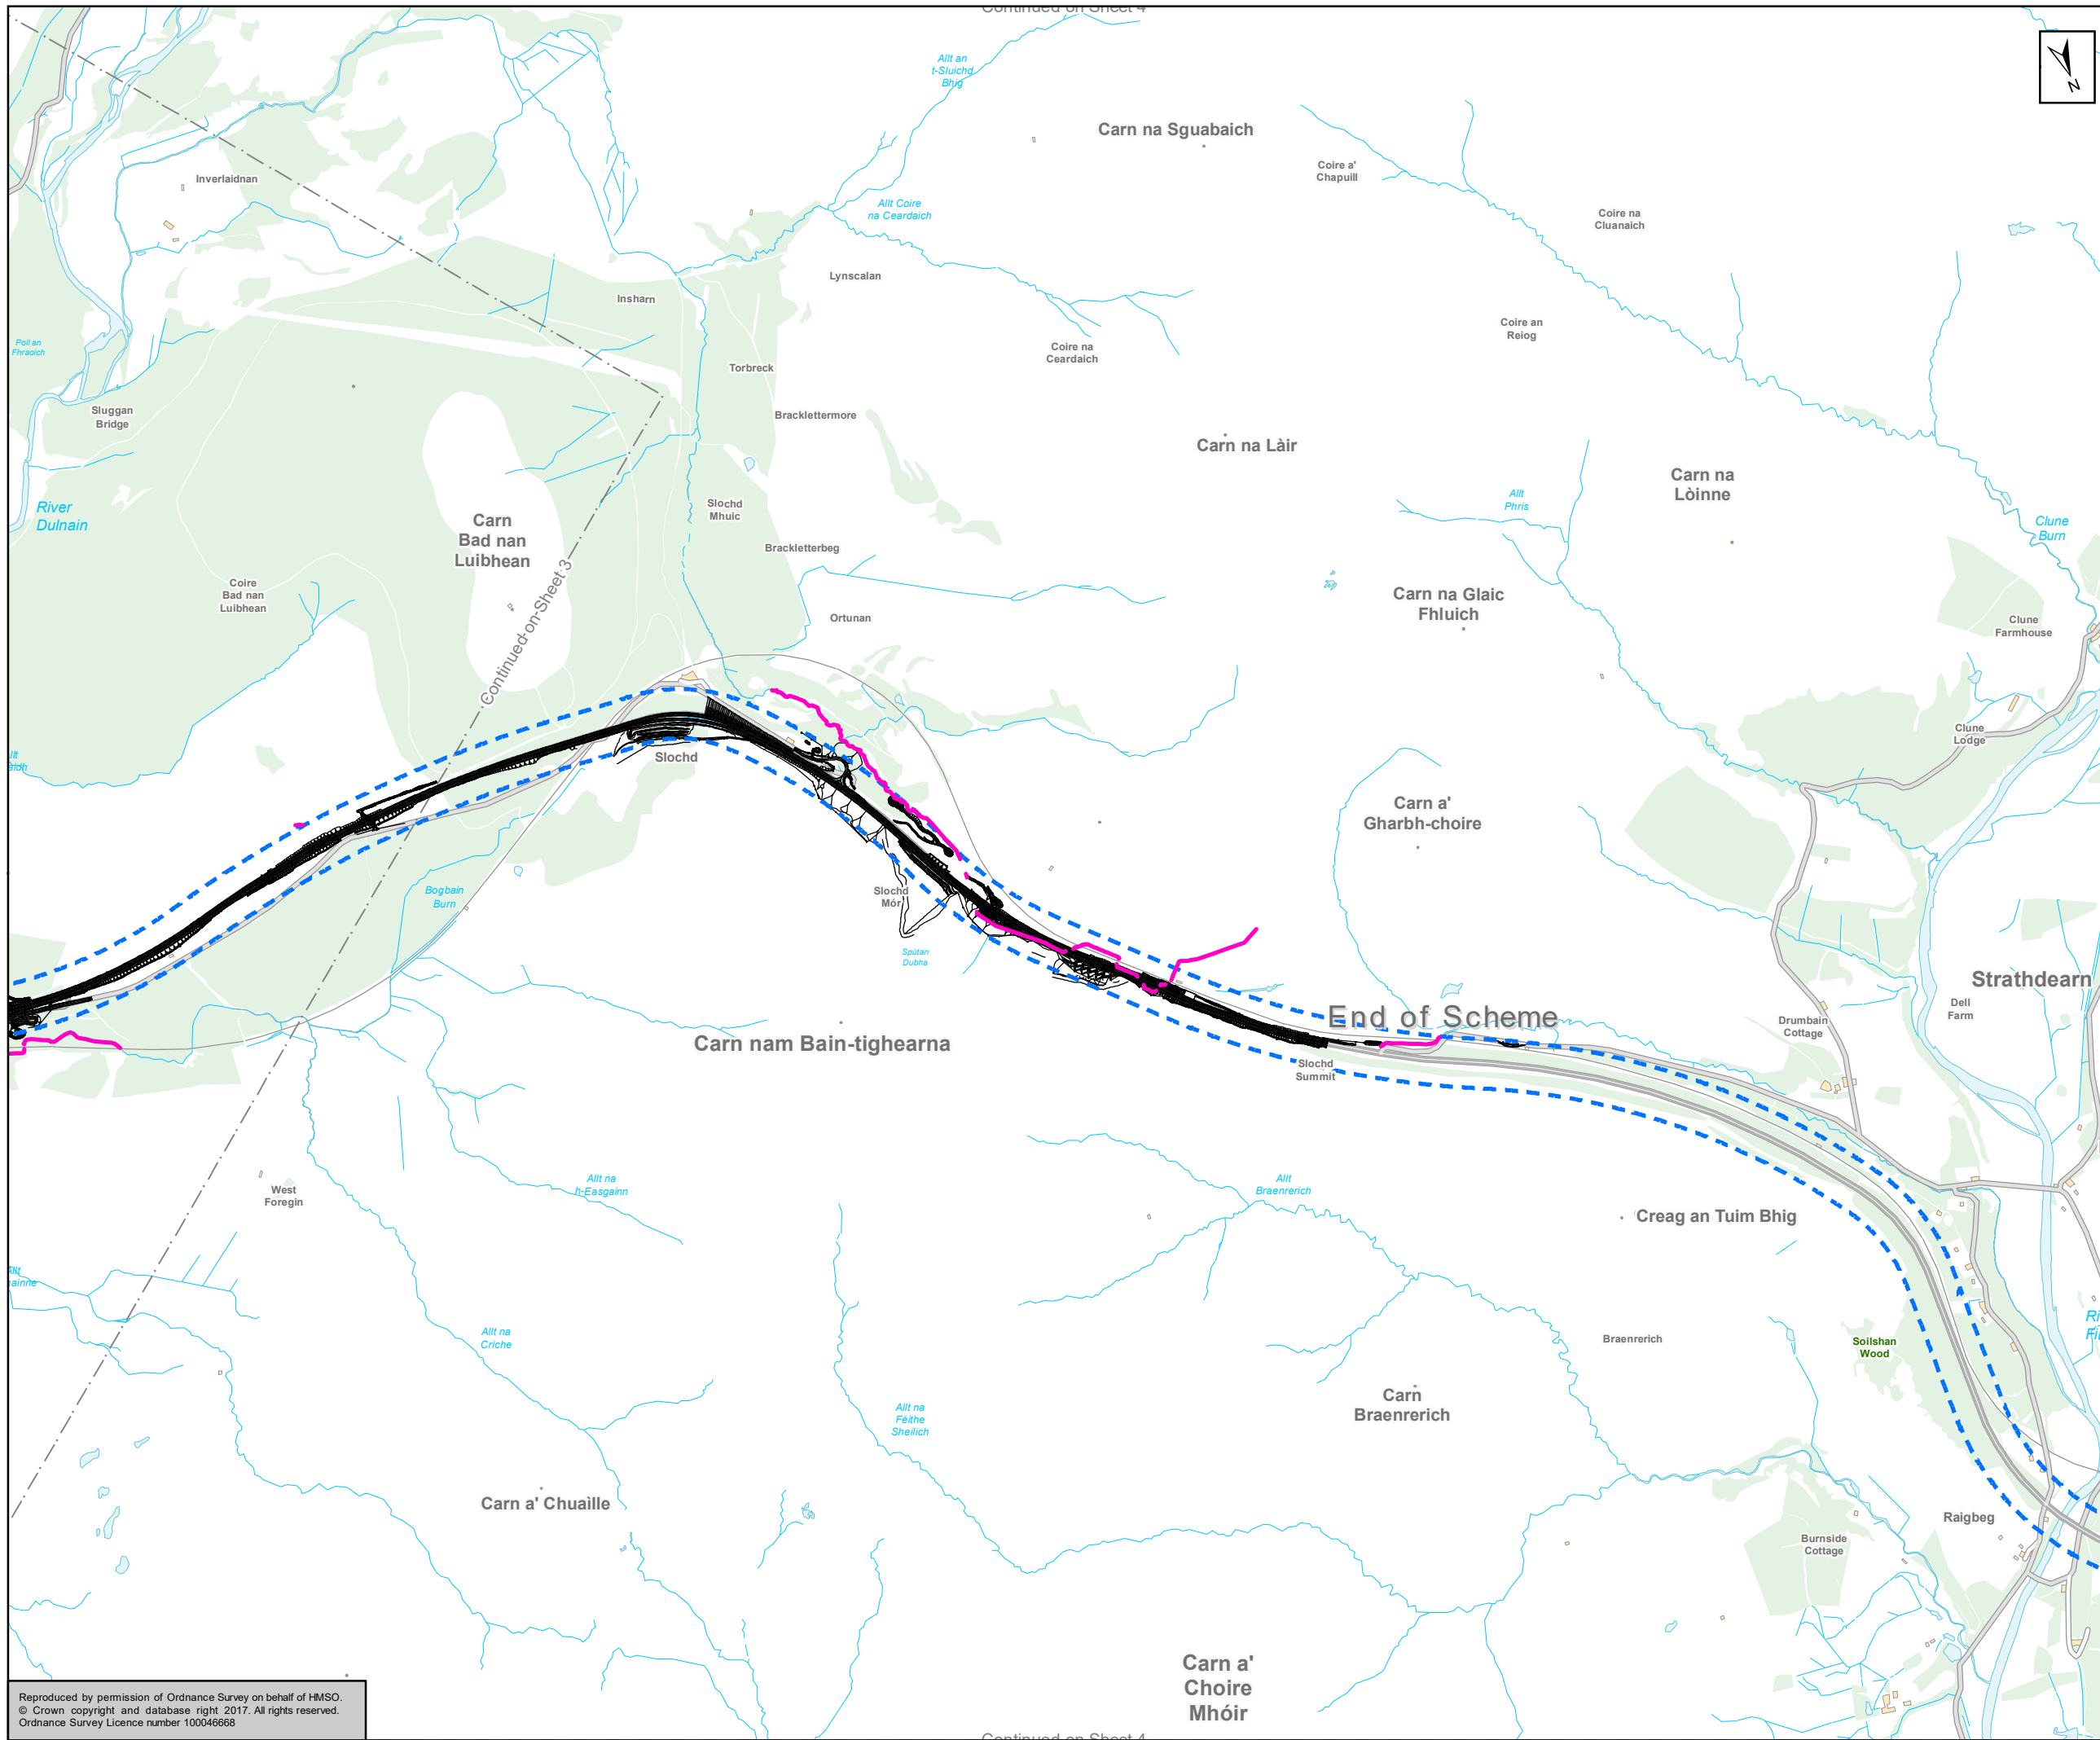 Continued on Sheet 4
N
Allt an
t-Sluichd
Bhig
Carn na Sguabaich
Coire a'
Chapuill
Inverlaidnan
Allt Coire
na Ceardaich
Coire na
Cluanaich
Lynscalan
Insharn
Coire an
Reiog
Poll an
Fhraoich
Coire na
Ceardaich
Torbreck
Sluggan
Bridge
Bracklettermore
Carn na Làir
Carn na
Lòinne
Allt
Phris
River
Dulnain
Slochd
Mhuic
Carn
Bad nan
Luibhean
Clune
Burn
Brackletterbeg
Coire
Bad nan
Luibhean
Carn na Glaic
Fhluich
Ortunan
Clune
Farmhouse
Continued on Sheet 3
Clune
Lodge
Slochd
Carn a'
Gharbh-choire
Bogbain
Burn
Slochd
Mór
Spùtan
Dubha
Strathdearn
Dell
Farm
End of Scheme
Drumbain
Cottage
Carn nam Bain-tighearna
Slochd
Summit
West
Foregin
Allt na
h-Easgainn
Allt
Braenrerich
Creag an Tuim Bhig
Allt
Allt na
Criche
Braenrerich
Soilshan
Wood
Carn
Braenrerich
Allt na
Féithe
Sheilich
Carn a' Chuaille
Raigbeg
Burnside
Cottage
Carn a'
Choire
Mhóir
Reproduced by permission of Ordnance Survey on behalf of HMSO.
© Crown copyright and database right 2017. All rights reserved.
Ordnance Survey Licence number 100046668
Continued on Sheet 4